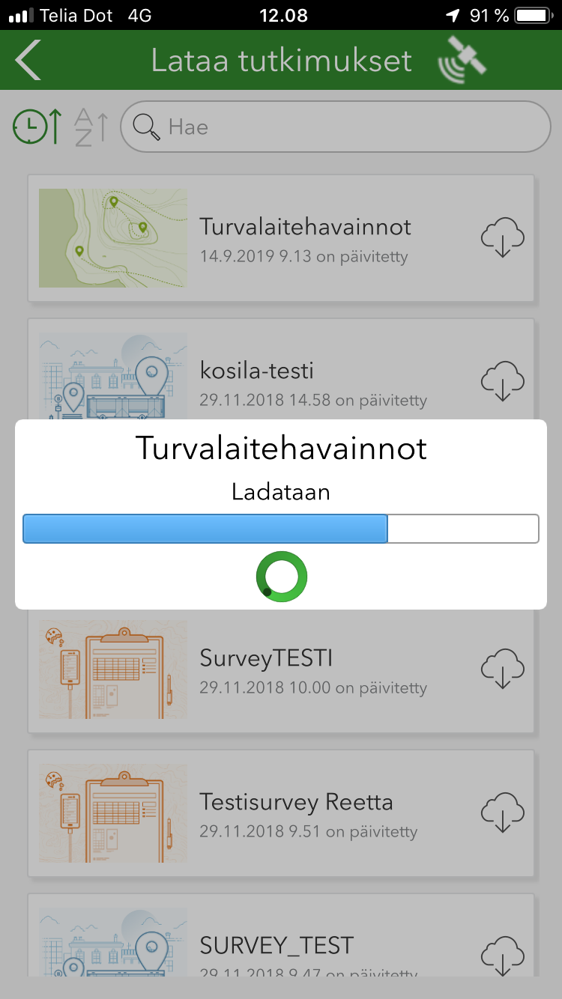 Telia Dot 4G 12.08 91 %
Lataa tutkimukset
A
Z
Hae
Turvalaitehavainnot
14.9.2019 9.13 on päivitetty
kosila-testi
29.11.2018 14.58 on päivitetty
Turvalaitehavainnot
Ladataan
SurveyTESTI
29.11.2018 10.00 on päivitetty
Testisurvey Reetta
29.11.2018 9.51 on päivitetty
SURVEY_TEST
29.11.2018 9.47 on päivitetty